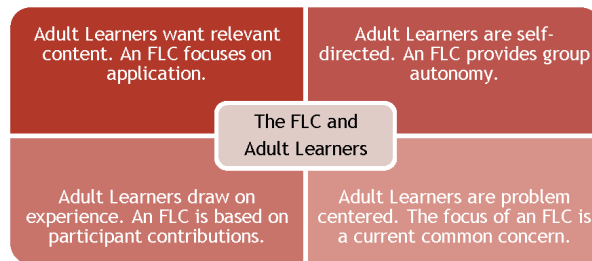 Adult Learners want relevant
content. An FLC focuses on
application.
Adult Learners are self-
directed. An FLC provides group
autonomy.
The FLC and
Adult Learners
Adult Learners draw on
experience. An FLC is based on
participant contributions.
Adult Learners are problem
centered. The focus of an FLC is
a current common concern.